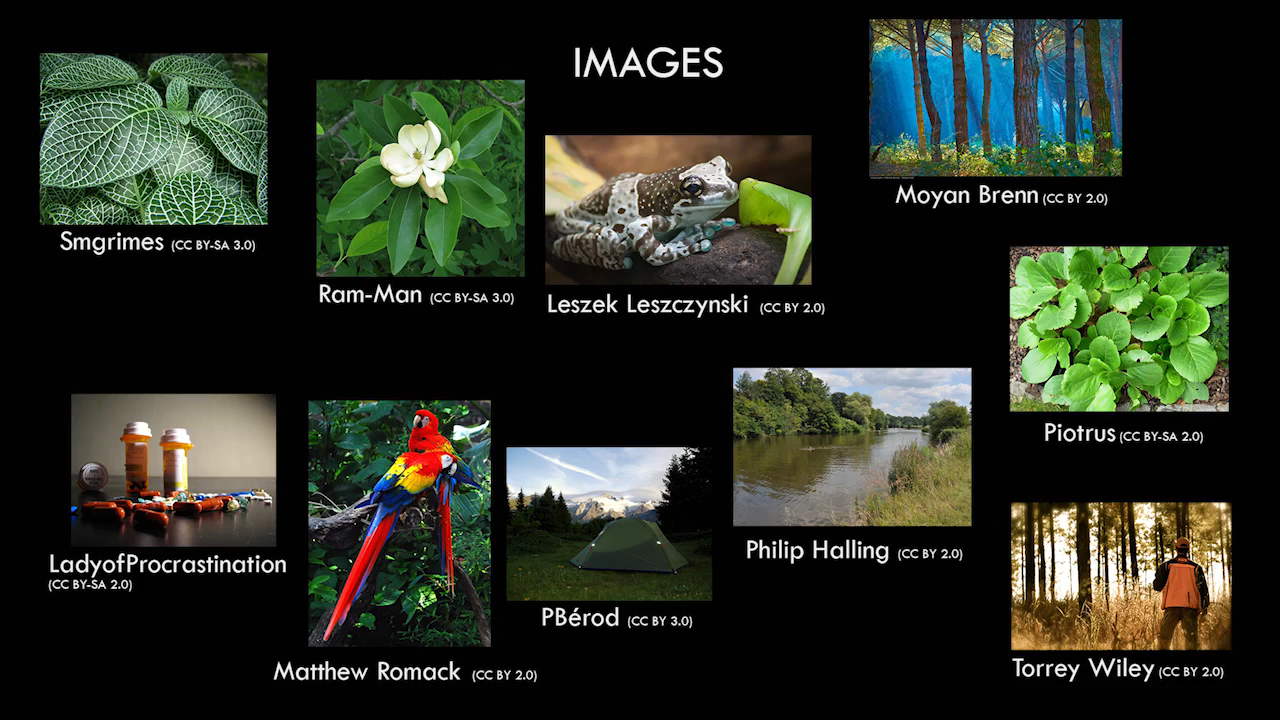 IMAGES
Smgrimes (CC BY-SA 3.0)
Ram-Man (CC BY-SA 3.0)
Leszek Leszczynski (CC BY 2.0)
Moyan Brenn (CC BY 2.0)
Piotrus (CC BY-SA 2.0)
LadyofProcrastination
(CC BY-SA 2.0)
Matthew Romack (CC BY 2.0)
PBérod (CC BY 3.0)
Philip Halling (CC BY 2.0)
Torrey Wiley (CC BY 2.0)